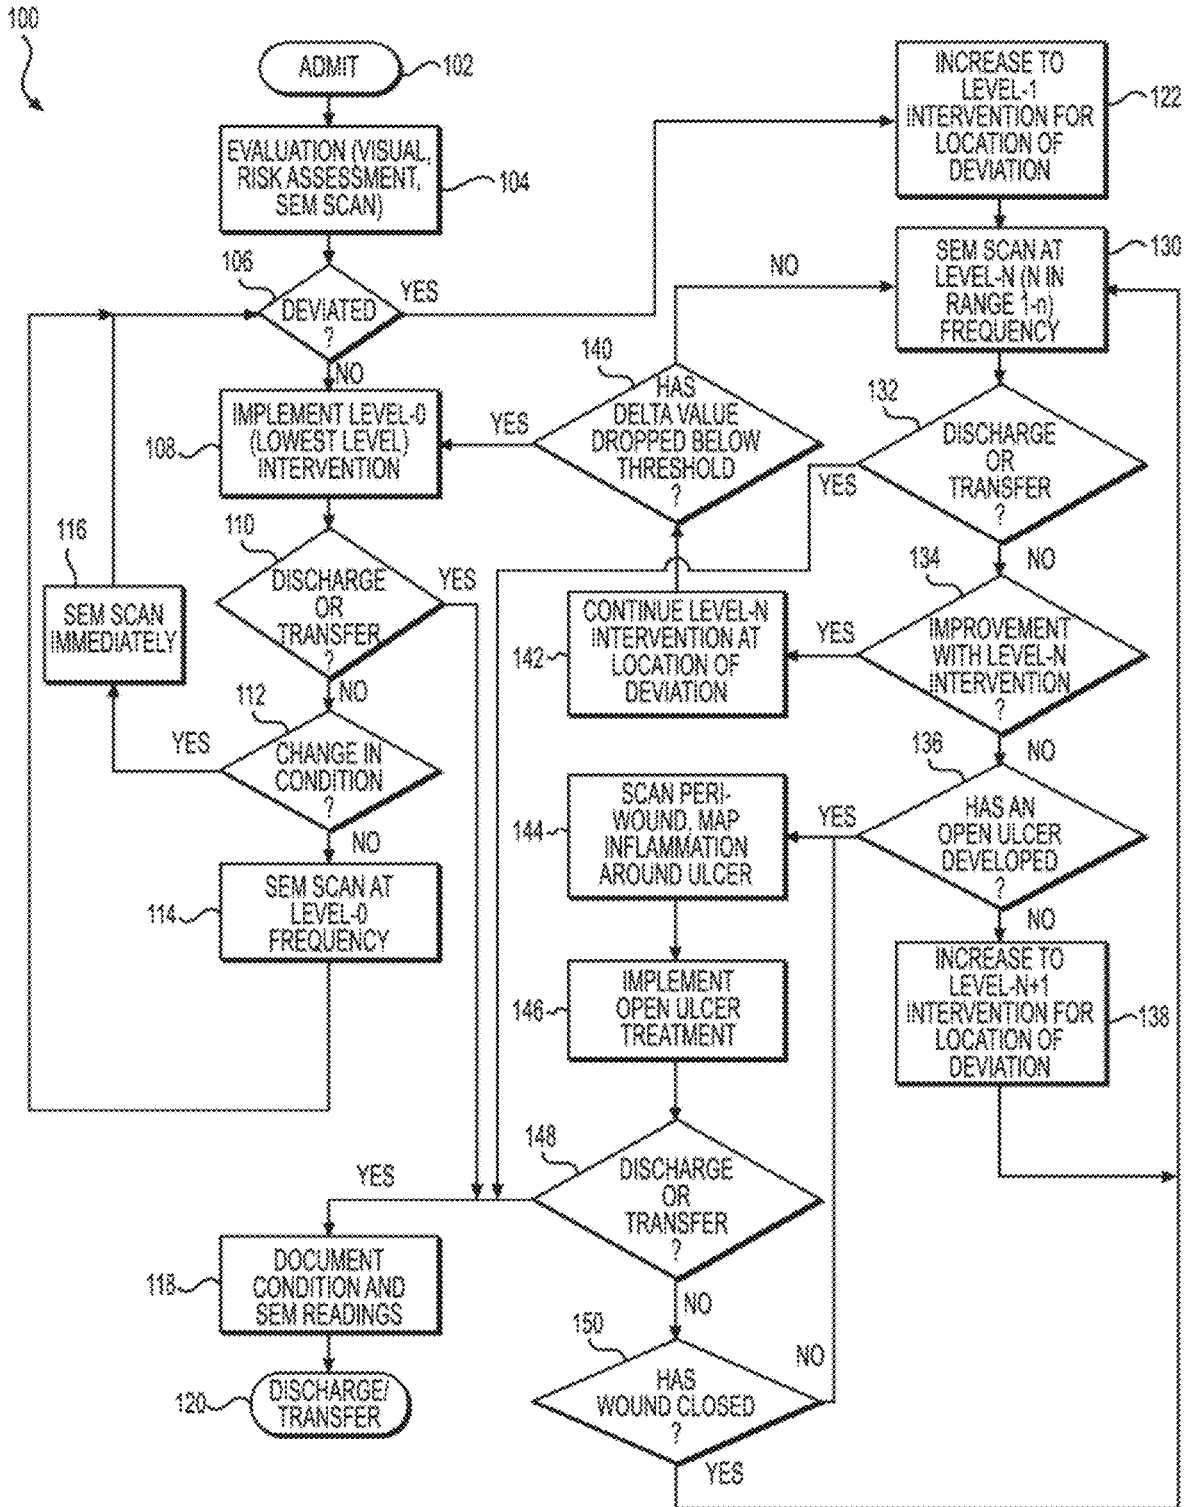 100
ADMIT
102
EVALUATION (VISUAL,
RISK ASSESSMENT,
SEM SCAN)
104
106
DEVIATED
?
YES
NO
IMPLEMENT LEVEL-0
(LOWEST LEVEL)
INTERVENTION
108
110
DISCHARGE
OR
TRANSFER
?
YES
NO
116
SEM SCAN
IMMEDIATELY
112
CHANGE IN
CONDITION
?
YES
NO
SEM SCAN AT
LEVEL-0
FREQUENCY
114
YES
DOCUMENT
CONDITION AND
SEM READINGS
118
DISCHARGE/
TRANSFER
120
NO
140
HAS
DELTA VALUE
DROPPED BELOW
THRESHOLD
?
YES
CONTINUE LEVEL-N
INTERVENTION AT
LOCATION OF
DEVIATION
142
SCAN PERI-
WOUND, MAP
INFLAMMATION
AROUND ULCER
144
IMPLEMENT
OPEN ULCER
TREATMENT
146
148
DISCHARGE
OR
TRANSFER
?
NO
150
HAS
WOUND CLOSED
?
NO
YES
INCREASE TO
LEVEL-1
INTERVENTION FOR
LOCATION OF
DEVIATION
122
SEM SCAN AT
LEVEL-N (N IN
RANGE 1-n)
FREQUENCY
130
132
DISCHARGE
OR
TRANSFER
?
YES
NO
134
IMPROVEMENT
WITH LEVEL-N
INTERVENTION
?
YES
NO
136
HAS AN
OPEN ULCER
DEVELOPED
?
YES
NO
INCREASE TO
LEVEL-N+1
INTERVENTION FOR
LOCATION OF
DEVIATION
138